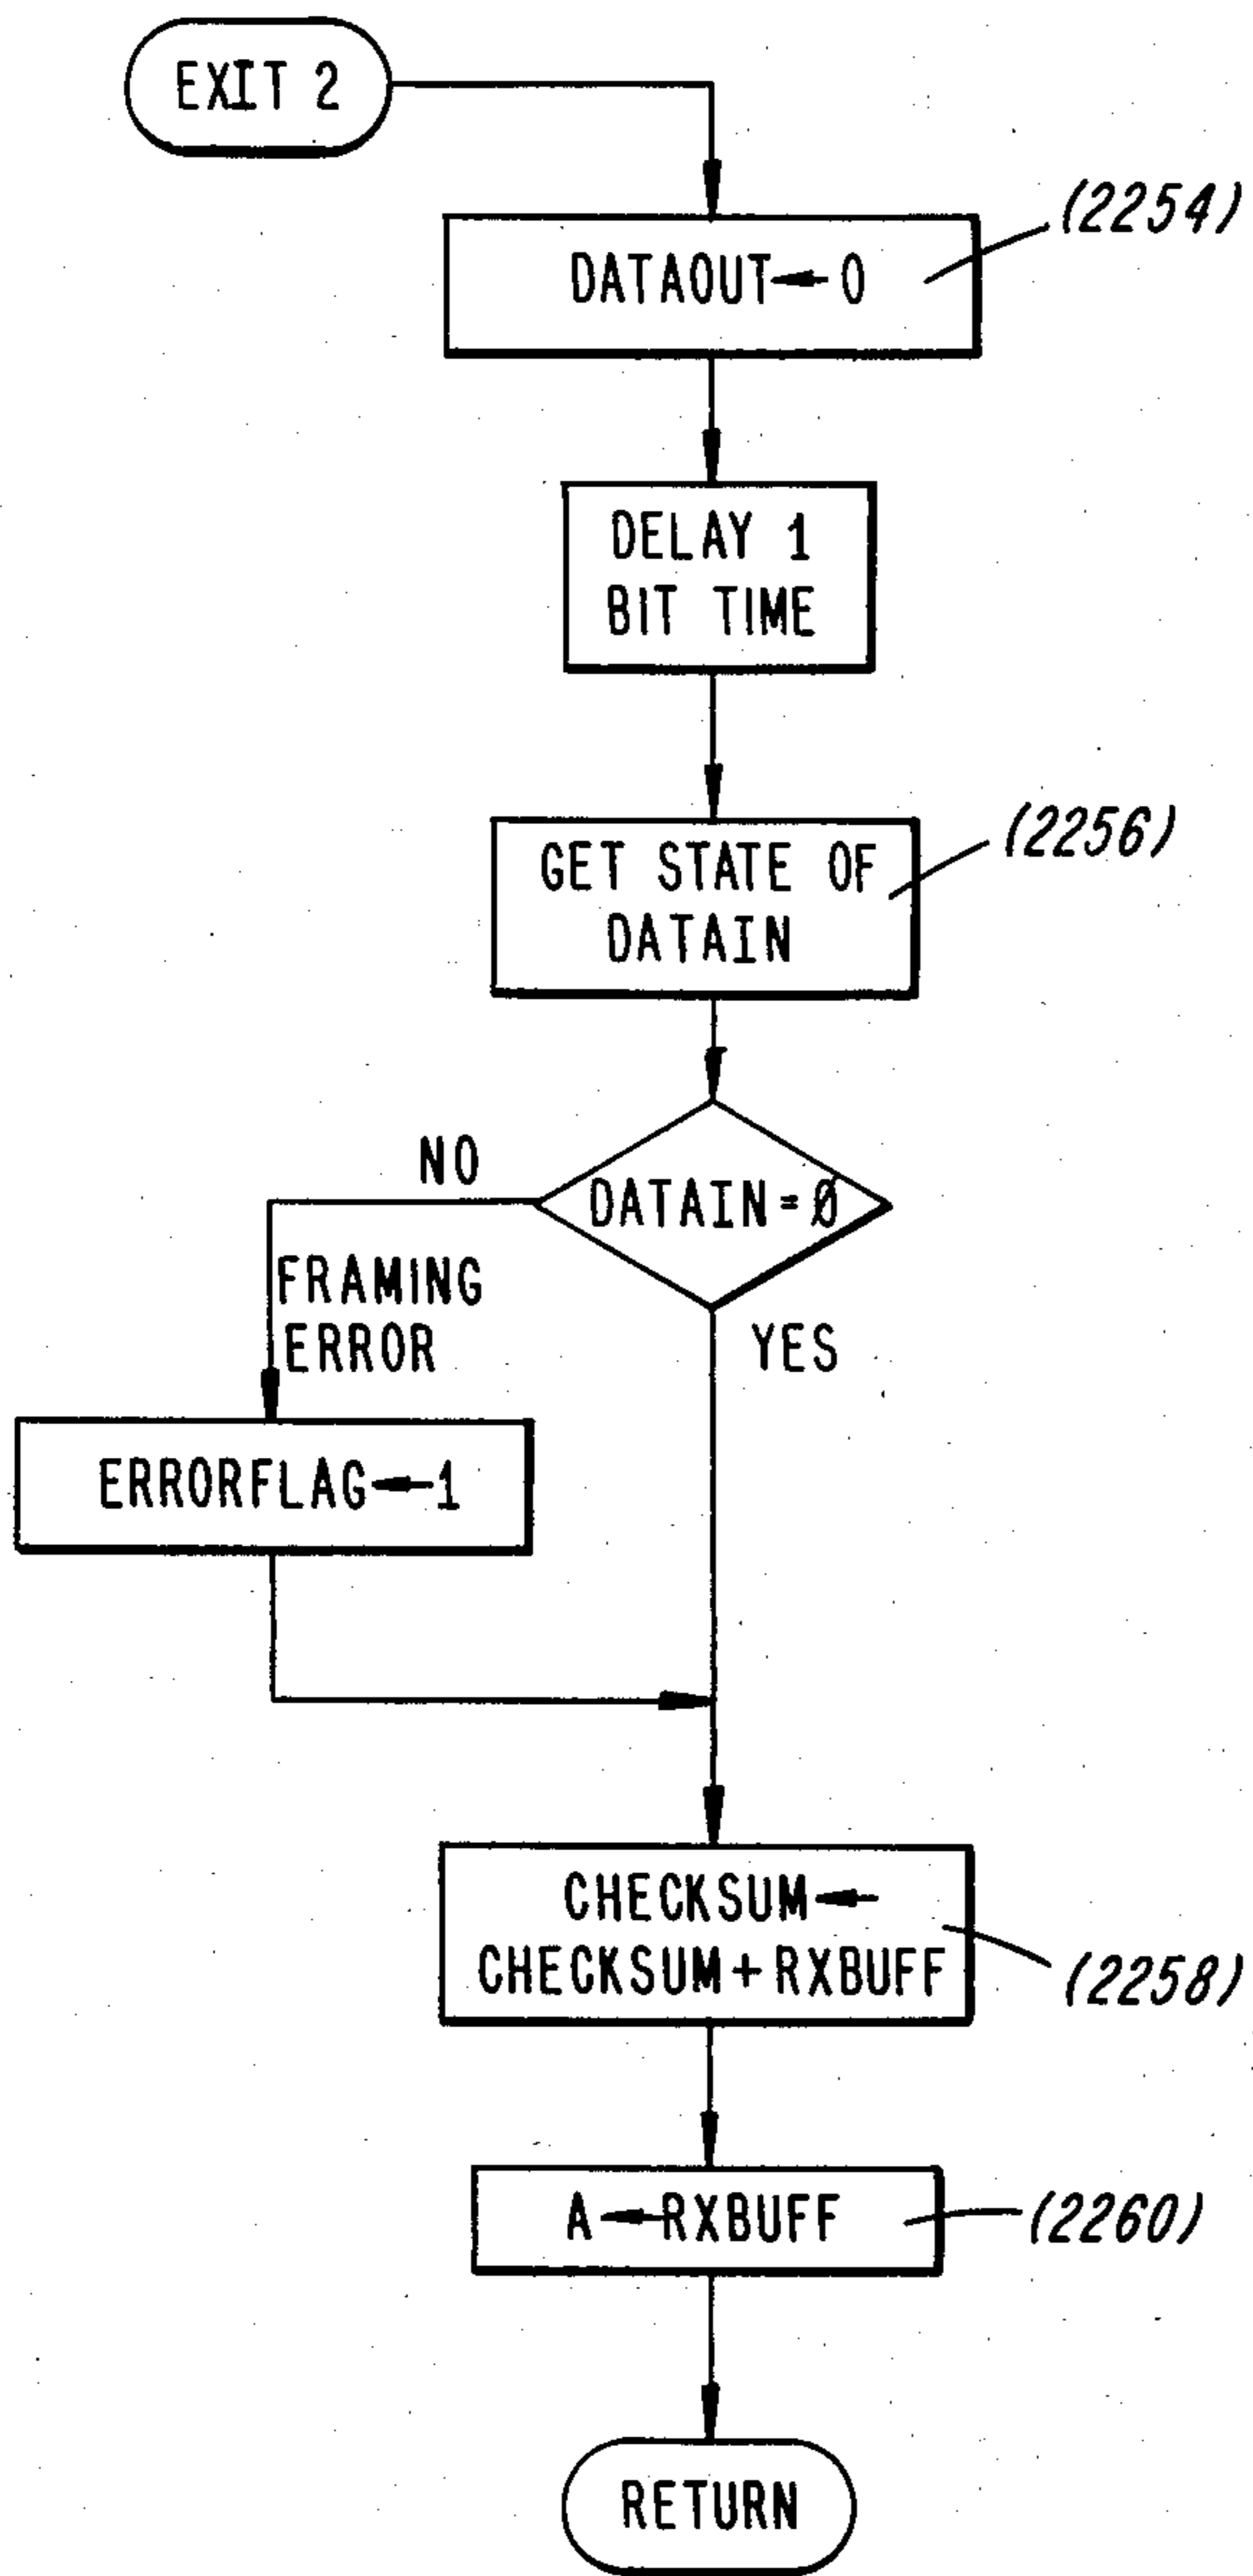 EXIT 2
(2254)
DATAOUT←0
DELAY 1
BIT TIME
(2256)
GET STATE OF
DATAIN
NO
DATAIN=Ø
FRAMING
ERROR
YES
ERRORFLAG←1
CHECKSUM←
CHECKSUM+RXBUFF
(2258)
A←RXBUFF
(2260)
RETURN